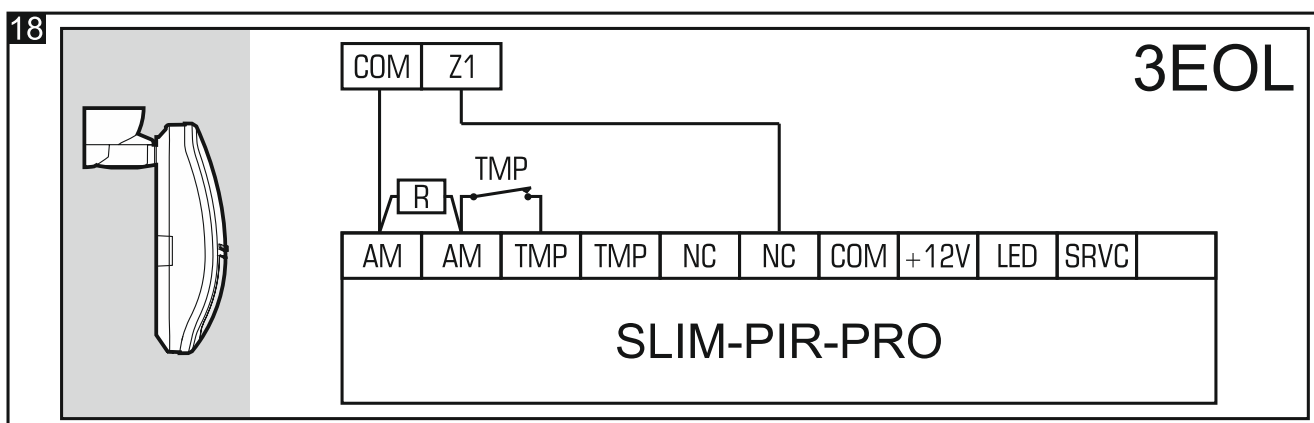 18
3EOL
COM Z1
TMP
R
AM AM TMP TMP NC NC COM +12V LED SRVC
SLIM-PIR-PRO